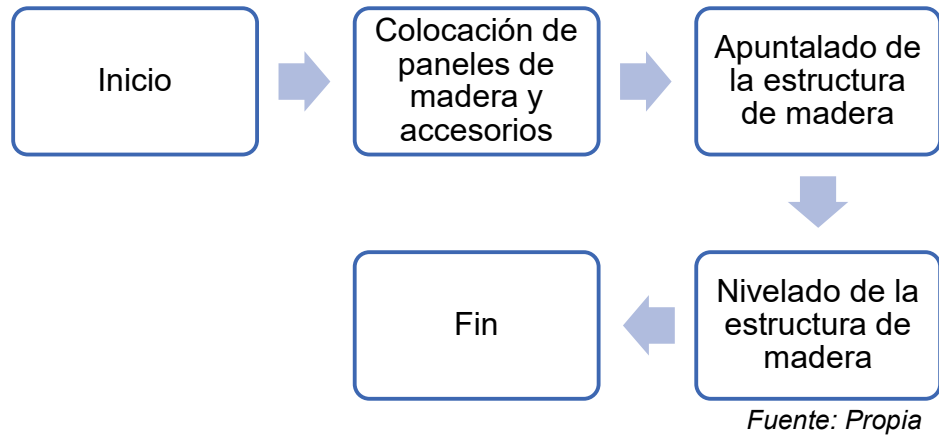 Inicio
Colocación de
paneles de
madera y
accesorios
Apuntalado de
la estructura
de madera
Nivelado de la
estructura de
madera
Fin
Fuente: Propia